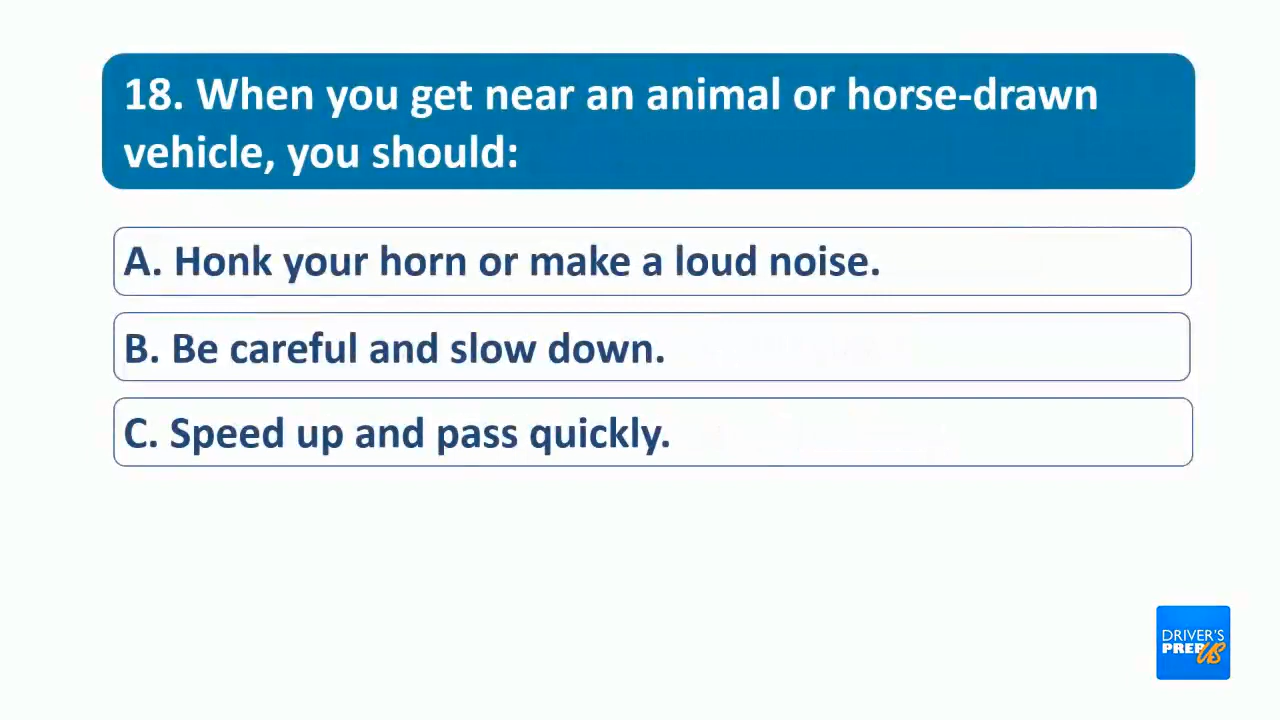 18. When you get near an animal or horse-drawn
vehicle, you should:
A. Honk your horn or make a loud noise.
B. Be careful and slow down.
C. Speed up and pass quickly.
DRIVER'S
PREP US